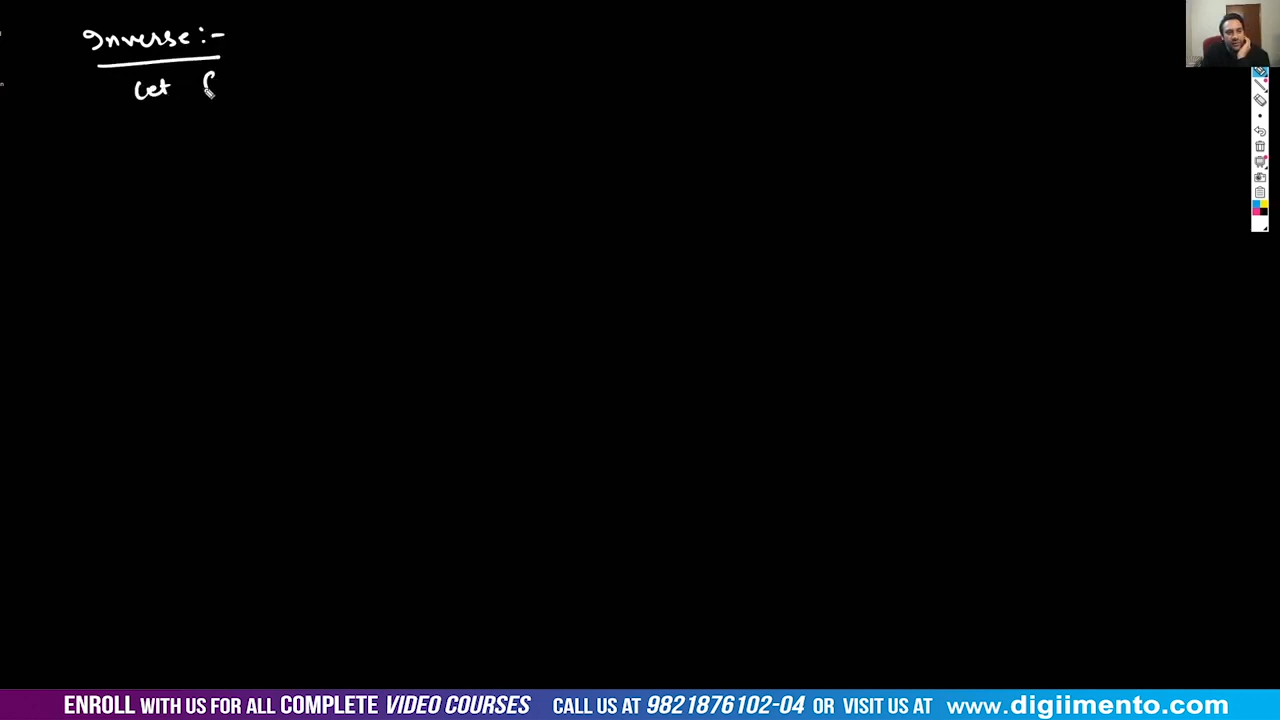 Inverse :-
Let
ENROLL WITH US FOR ALL COMPLETE VIDEO COURSES CALL US AT 9821876102-04 OR VISIT US AT www.digiimento.com